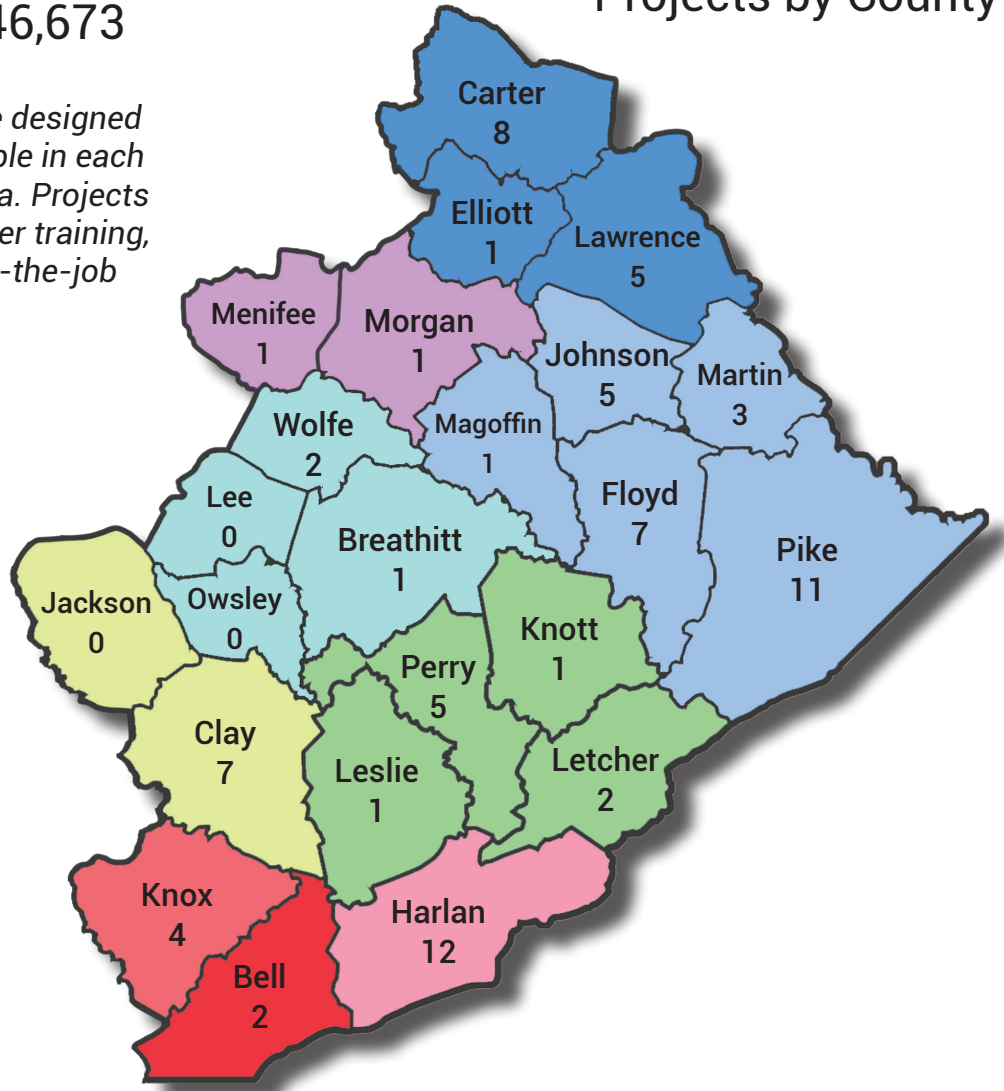 46,673
Projects by County
designed
ble in each
a. Projects
er training,
-the-job
Carter
8
Elliott
1
Lawrence
5
Menifee
1
Morgan
1
Johnson
5
Martin
3
Magoffin
1
Wolfe
2
Lee
0
Breathitt
1
Floyd
7
Pike
11
Jackson
0
Owsley
0
Knott
1
Perry
5
Clay
7
Leslie
1
Letcher
2
Knox
4
Harlan
12
Bell
2